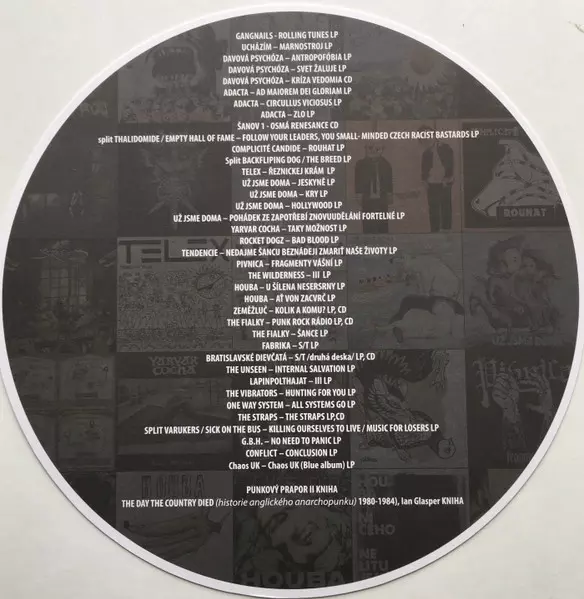 GANGNAILS - ROLLING TUNES LP
UCHÁZÍM – MARNOSTROJ LP
DAVOVÁ PSYCHÓZA – ANTROPOFÓBIA LP
DAVOVÁ PSYCHÓZA – SVET ŽALUJE LP
DAVOVÁ PSYCHÓZA – KRÍZA VEDOMIA CD
ADACTA – AD MAIOREM DEI GLORIAM LP
ADACTA – CIRCULLUS VICIOSUS LP
ADACTA – ZLO LP
ŠANOV 1 - OSMÁ RENESANCE CD
split THALIDOMIDE / EMPTY HALL OF FAME – FOLLOW YOUR LEADERS, YOU SMALL- MINDED CZECH RACIST BASTARDS LP
COMPLICITÉ CANDIDE – ROUHAT LP
Split BACKFLIPING DOG / THE BREED LP
TELEX – ŘEZNICKEJ KRÁM LP
UŽ JSME DOMA – JESKYNĚ LP
UŽ JSME DOMA – KRY LP
UŽ JSME DOMA – HOLLYWOOD LP
UŽ JSME DOMA – POHÁDEK ZE ZAPOTŘEBÍ ZNOVUUDĚLÁNÍ FORTELNÉ LP
YARVAR COCHA – TAKY MOŽNOST LP
ROCKET DOGZ – BAD BLOOD LP
TENDENCIE – NEDAJME ŠANCU BEZNÁDEJI ZMARIŤ NAŠE ŽIVOTY LP
PIVNICA – FRAGMENTY VÁŠNÍ LP
THE WILDERNESS – III LP
HOUBA – U ŠÍLENA NESERSRNY LP
HOUBA – AŤ VON ZACVRČ LP
ZEMĚŽLUČ – KOLIK A KOMU? LP, CD
THE FIALKY – PUNK ROCK RÁDIO LP, CD
THE FIALKY – ŠANCE LP
FABRIKA – S/T LP
BRATISLAVSKÉ DIEVČATÁ – S/T /druhá deska/ LP, CD
THE UNSEEN – INTERNAL SALVATION LP
LAPINPOLTHAJAT – III LP
THE VIBRATORS – HUNTING FOR YOU LP
ONE WAY SYSTEM – ALL SYSTEMS GO LP
THE STRAPS – THE STRAPS LP,CD
SPLIT VARUKERS / SICK ON THE BUS – KILLING OURSELVES TO LIVE / MUSIC FOR LOSERS LP
G.B.H. – NO NEED TO PANIC LP
CONFLICT – CONCLUSION LP
Chaos UK – Chaos UK (Blue album) LP
PUNKOVÝ PRAPOR II KNIHA
THE DAY THE COUNTRY DIED (historie anglického anarchopunku) 1980-1984), Ian Glasper KNIHA
TELEX
YARVAR
COCHA
ROUHAT
HOUBA